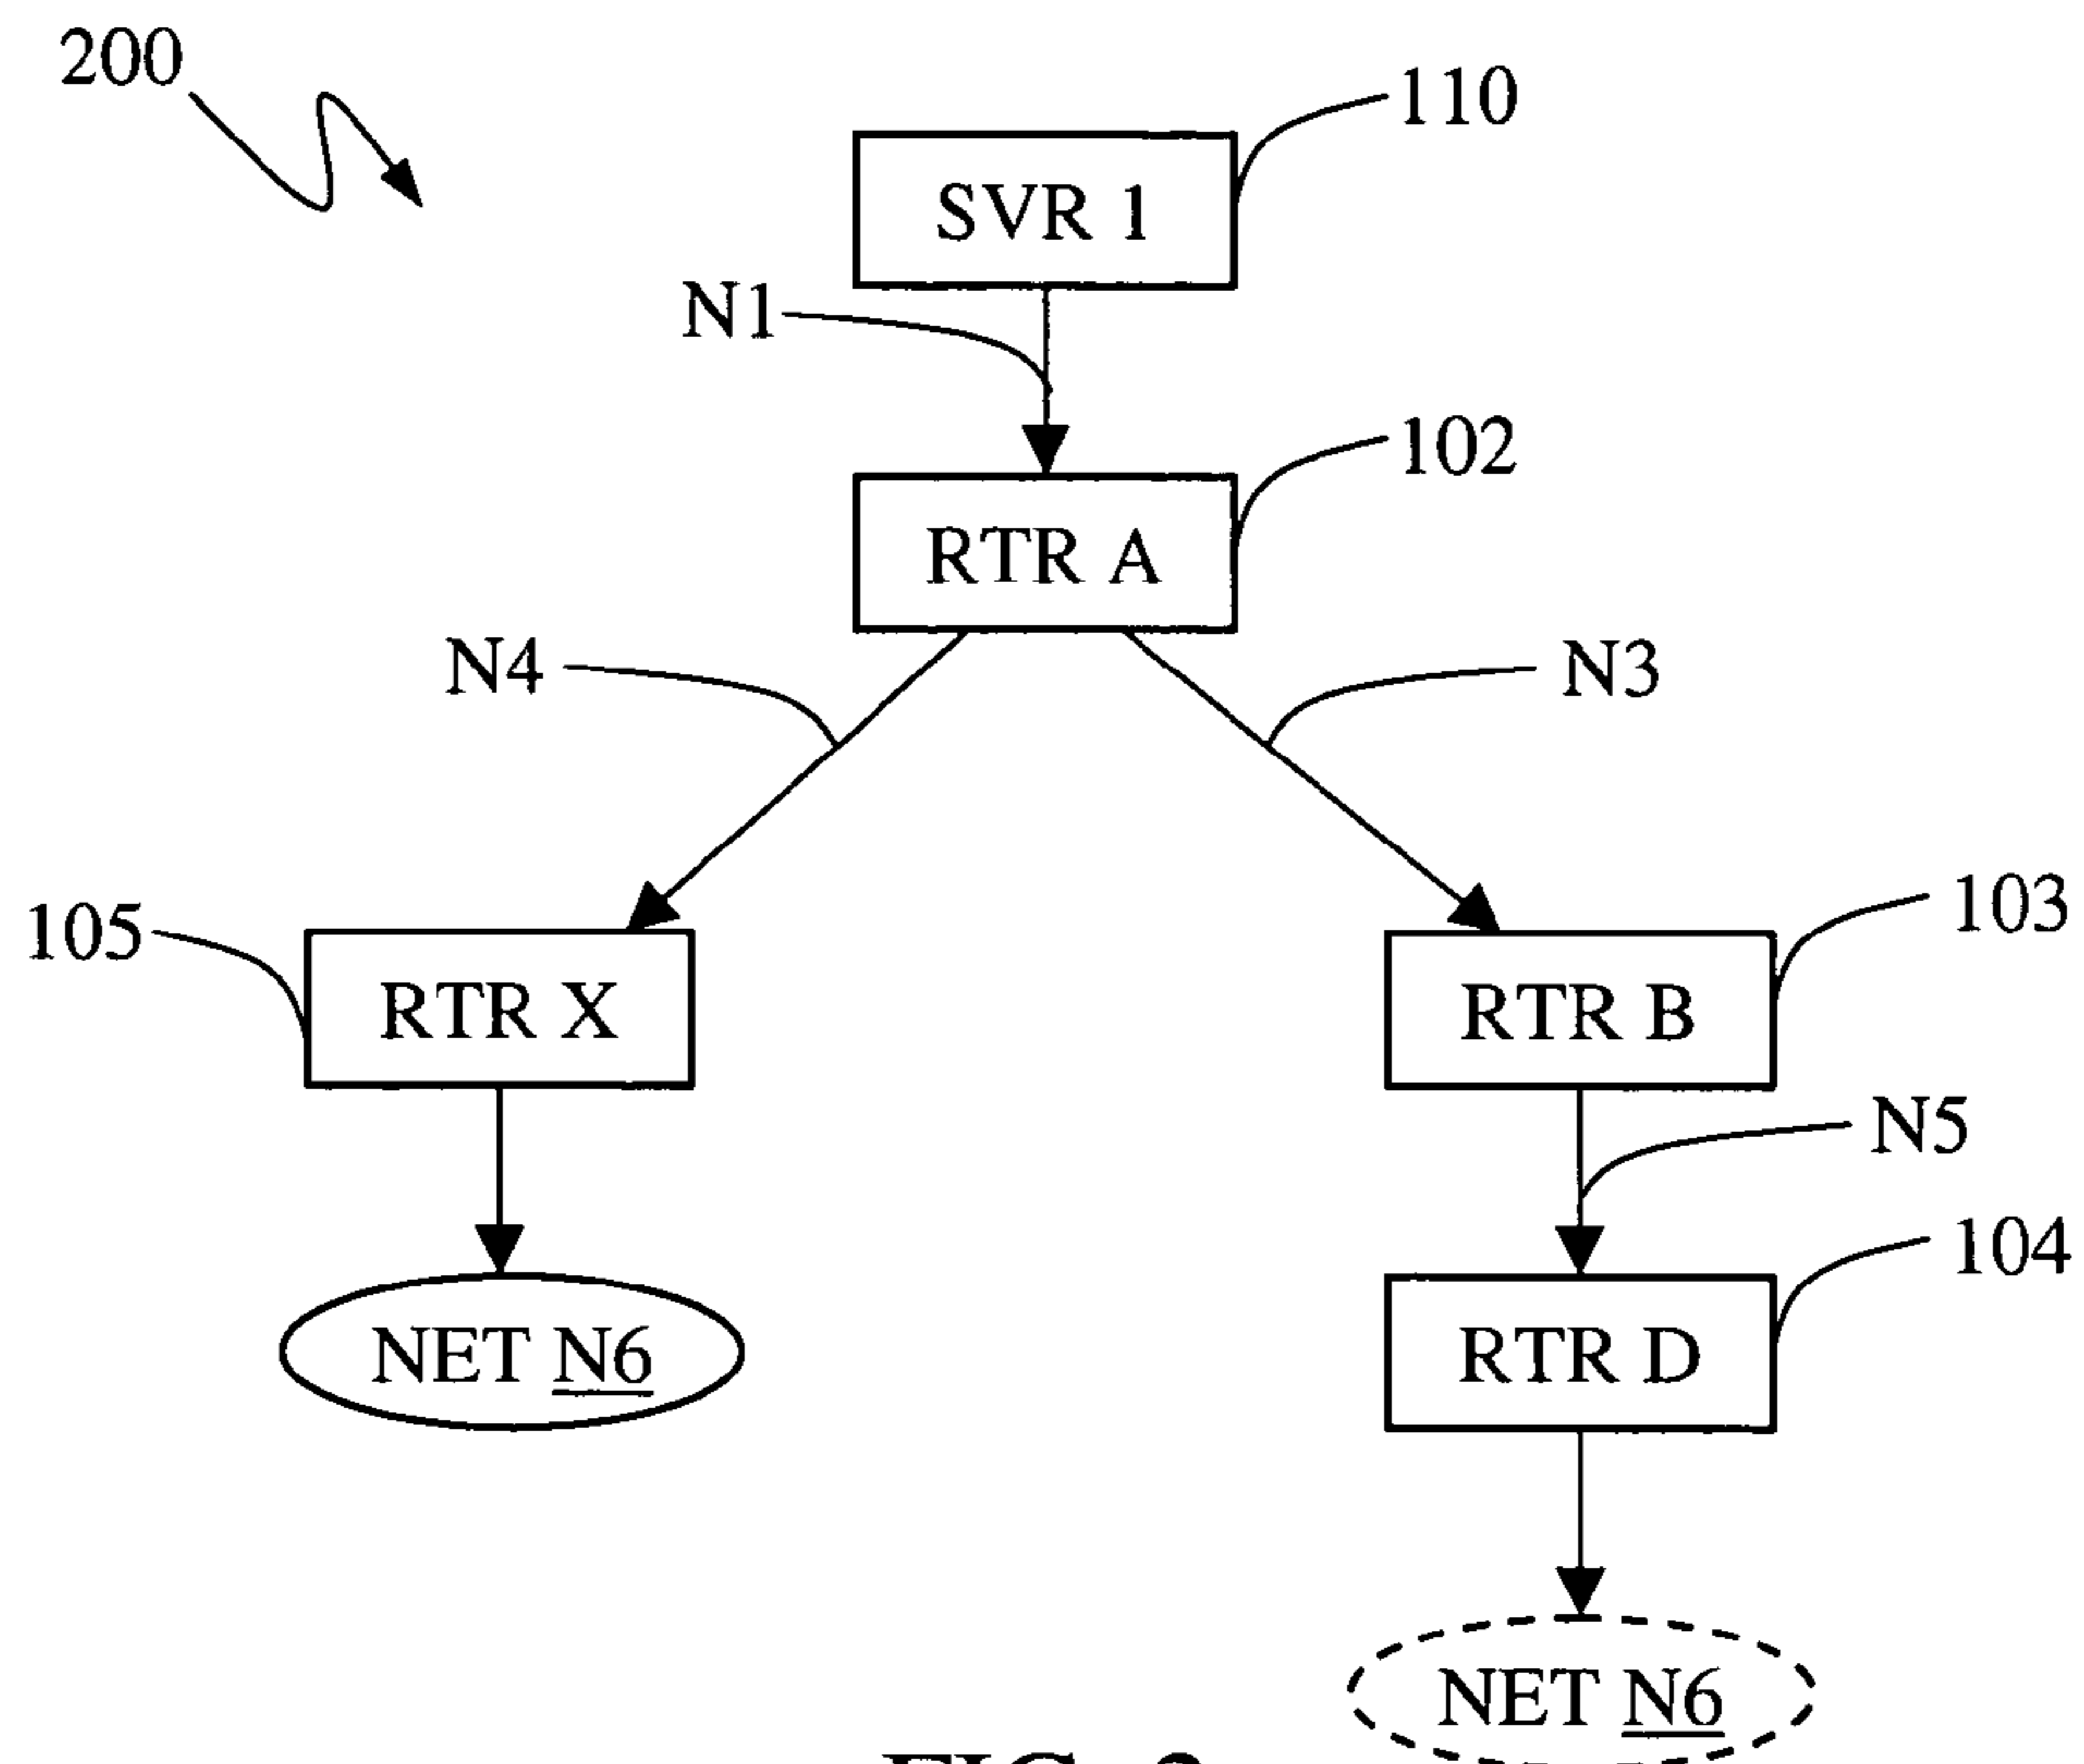 200
110
SVR 1
N1
102
RTR A
N4
N3
105
103
RTR X
RTR B
N5
104
NET N6
RTR D
NET N6